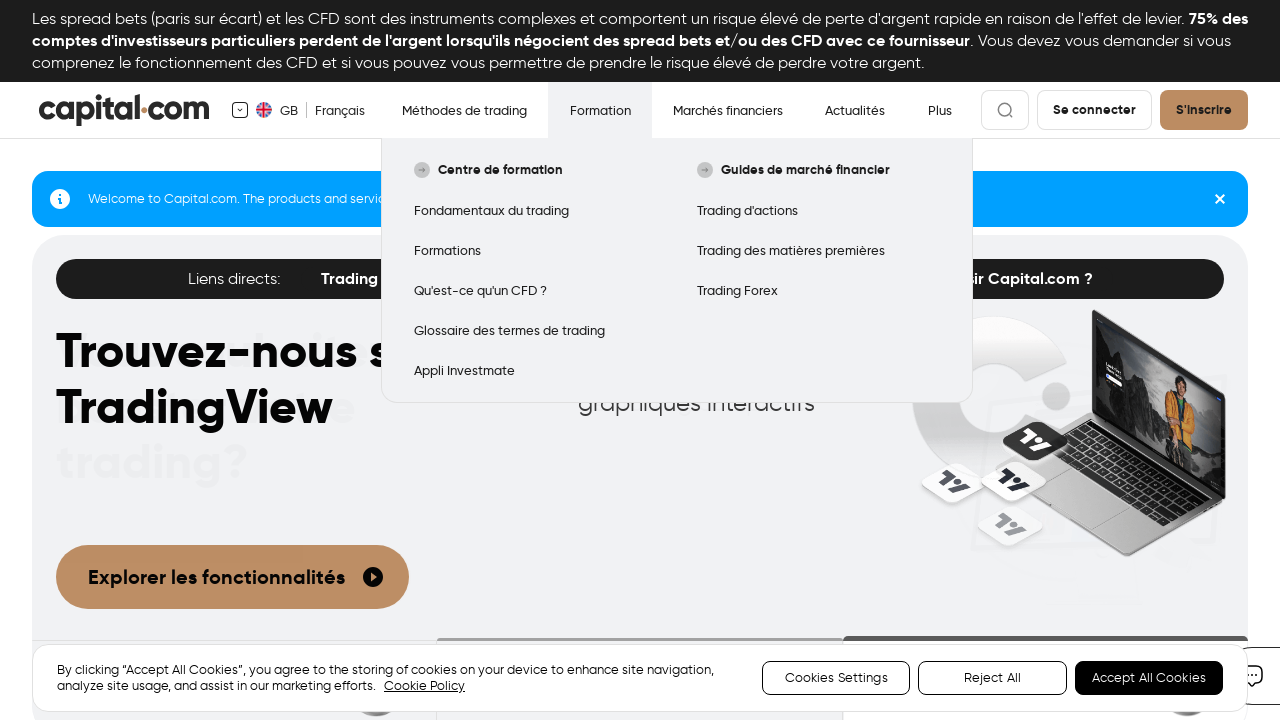 Les spread bets (paris sur écart) et les CFD sont des instruments complexes et comportent un risque élevé de perte d'argent rapide en raison de l'effet de levier. 75% des
comptes d'investisseurs particuliers perdent de l'argent lorsqu'ils négocient des spread bets et/ou des CFD avec ce fournisseur. Vous devez vous demander si vous
comprenez le fonctionnement des CFD et si vous pouvez vous permettre de prendre le risque élevé de perdre votre argent.
capital.com GB Français Méthodes de trading Formation Marchés financiers Actualités Plus Se connecter S'inscrire
Centre de formation
Fondamentaux du trading
Formations
Qu'est-ce qu'un CFD ?
Glossaire des termes de trading
Appli Investmate
Guides de marché financier
Trading d'actions
Trading des matières premières
Trading Forex
Welcome to Capital.com. The products and servic
Liens directs: Trading sir Capital.com ?
Trouvez-nous s
TradingView
trading?
graphiques interactifs
Explorer les fonctionnalités
By clicking “Accept All Cookies”, you agree to the storing of cookies on your device to enhance site navigation,
analyze site usage, and assist in our marketing efforts. Cookie Policy
Cookies Settings Reject All Accept All Cookies